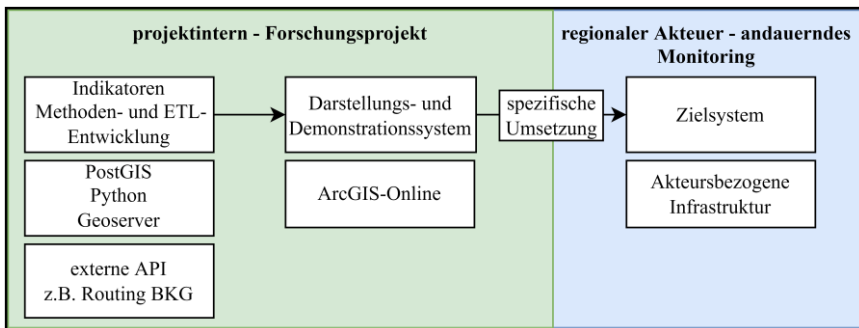 projektintern - Forschungsprojekt
regionaler Akteuer - andauerndes
Monitoring
Indikatoren
Methoden- und ETL-
Entwicklung
Darstellungs- und
Demonstrationssystem
spezifische
Umsetzung
Zielsystem
PostGIS
Python
Geoserver
ArcGIS-Online
Akteursbezogene
Infrastruktur
externe API
z.B. Routing BKG